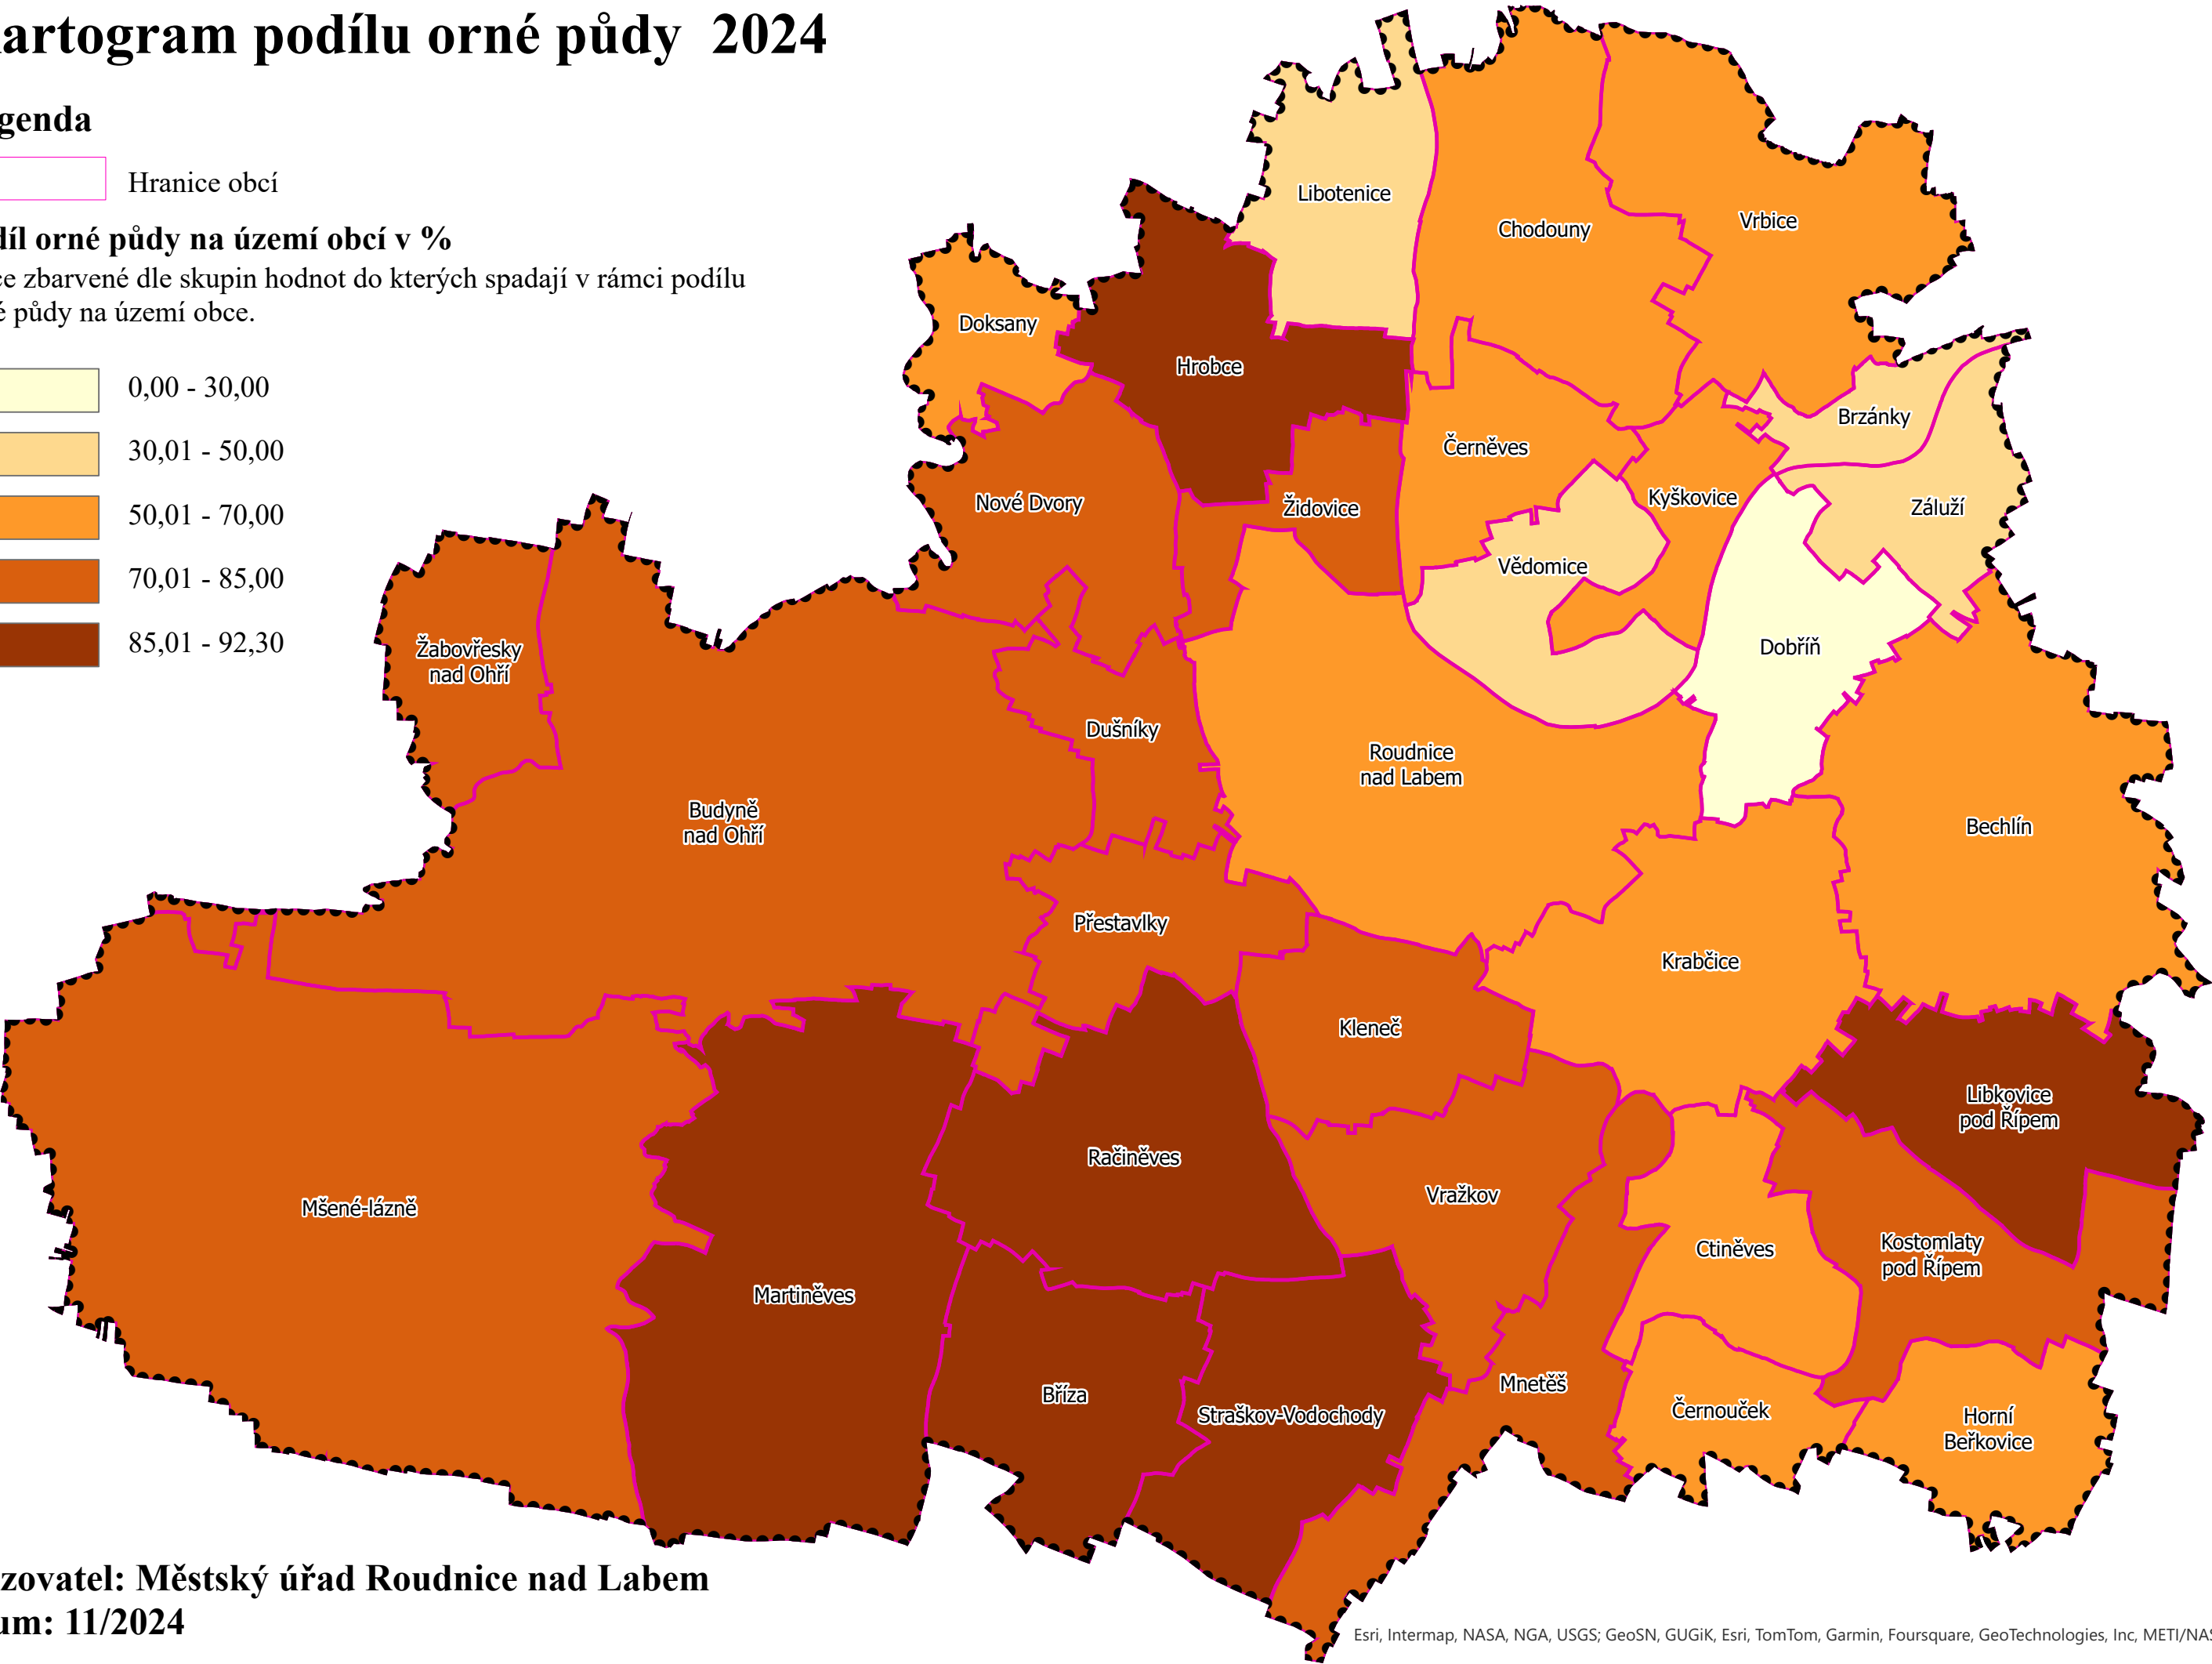 artogram podílu orné půdy 2024
genda
Hranice obcí
díl orné půdy na území obcí v %
ce zbarvené dle skupin hodnot do kterých spadají v rámci podílu
é půdy na území obce.
0,00 - 30,00
30,01 - 50,00
50,01 - 70,00
70,01 - 85,00
85,01 - 92,30
Libotenice
Chodouny
Vrbice
Doksany
Hrobce
Brzánky
Černěves
Kyškovice
Nové Dvory
Židovice
Záluží
Vědomice
Žabovřesky
nad Ohří
Dobříň
Dušníky
Roudnice
nad Labem
Budyně
nad Ohří
Bechlín
Přestavlky
Krabčice
Kleneč
Libkovice
pod Řípem
Račiněves
Vražkov
Mšené-lázně
Ctiněves
Kostomlaty
pod Řípem
Martiněves
Mnetěš
Bříza
Straškov-Vodochody
Černouček
Horní
Beřkovice
zovatel: Městský úřad Roudnice nad Labem
um: 11/2024
Esri, Intermap, NASA, NGA, USGS; GeoSN, GUGiK, Esri, TomTom, Garmin, Foursquare, GeoTechnologies, Inc, METI/NAS